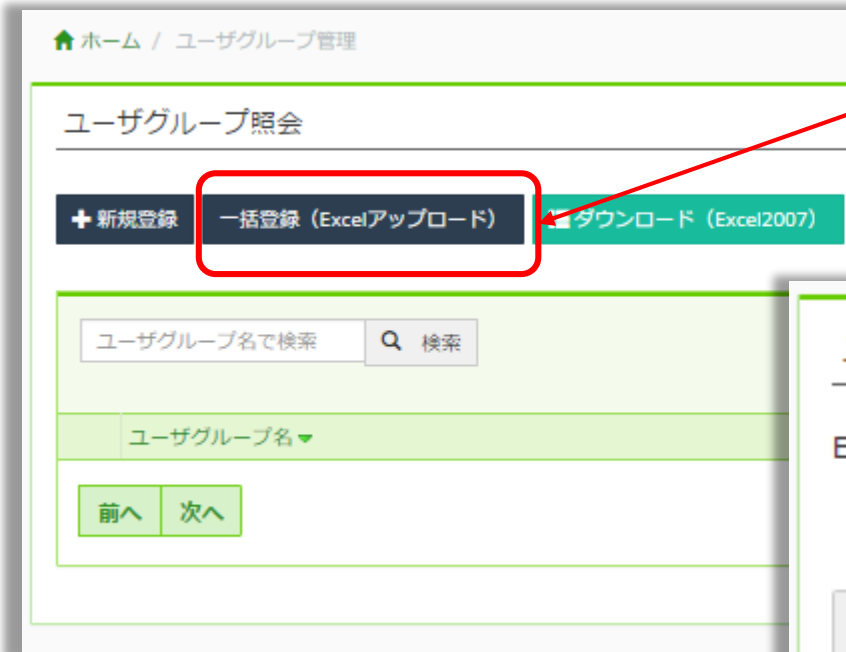 ホーム / ユーザグループ管理
ユーザグループ照会
新規登録
一括登録（Excelアップロード）
ダウンロード（Excel2007）
ユーザグループ名で検索
検索
ユーザグループ名
前へ 次へ